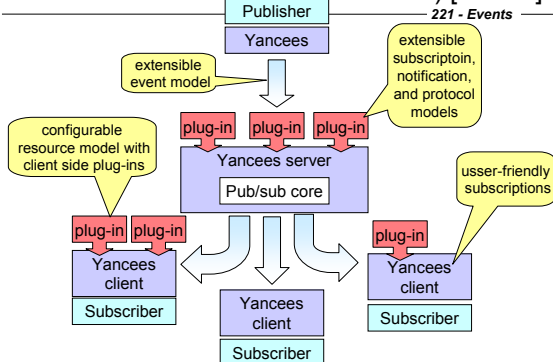 221 - Events
Publisher
Yancees
extensible
event model
extensible
subscriptoin,
notification,
and protocol
models
configurable
resource model with
client side plug-ins
plug-in
plug-in
plug-in
Yancees server
Pub/sub core
usser-friendly
subscriptions
plug-in
plug-in
Yancees
client
Subscriber
Yancees
client
Subscriber
plug-in
Yancees
client
Subscriber